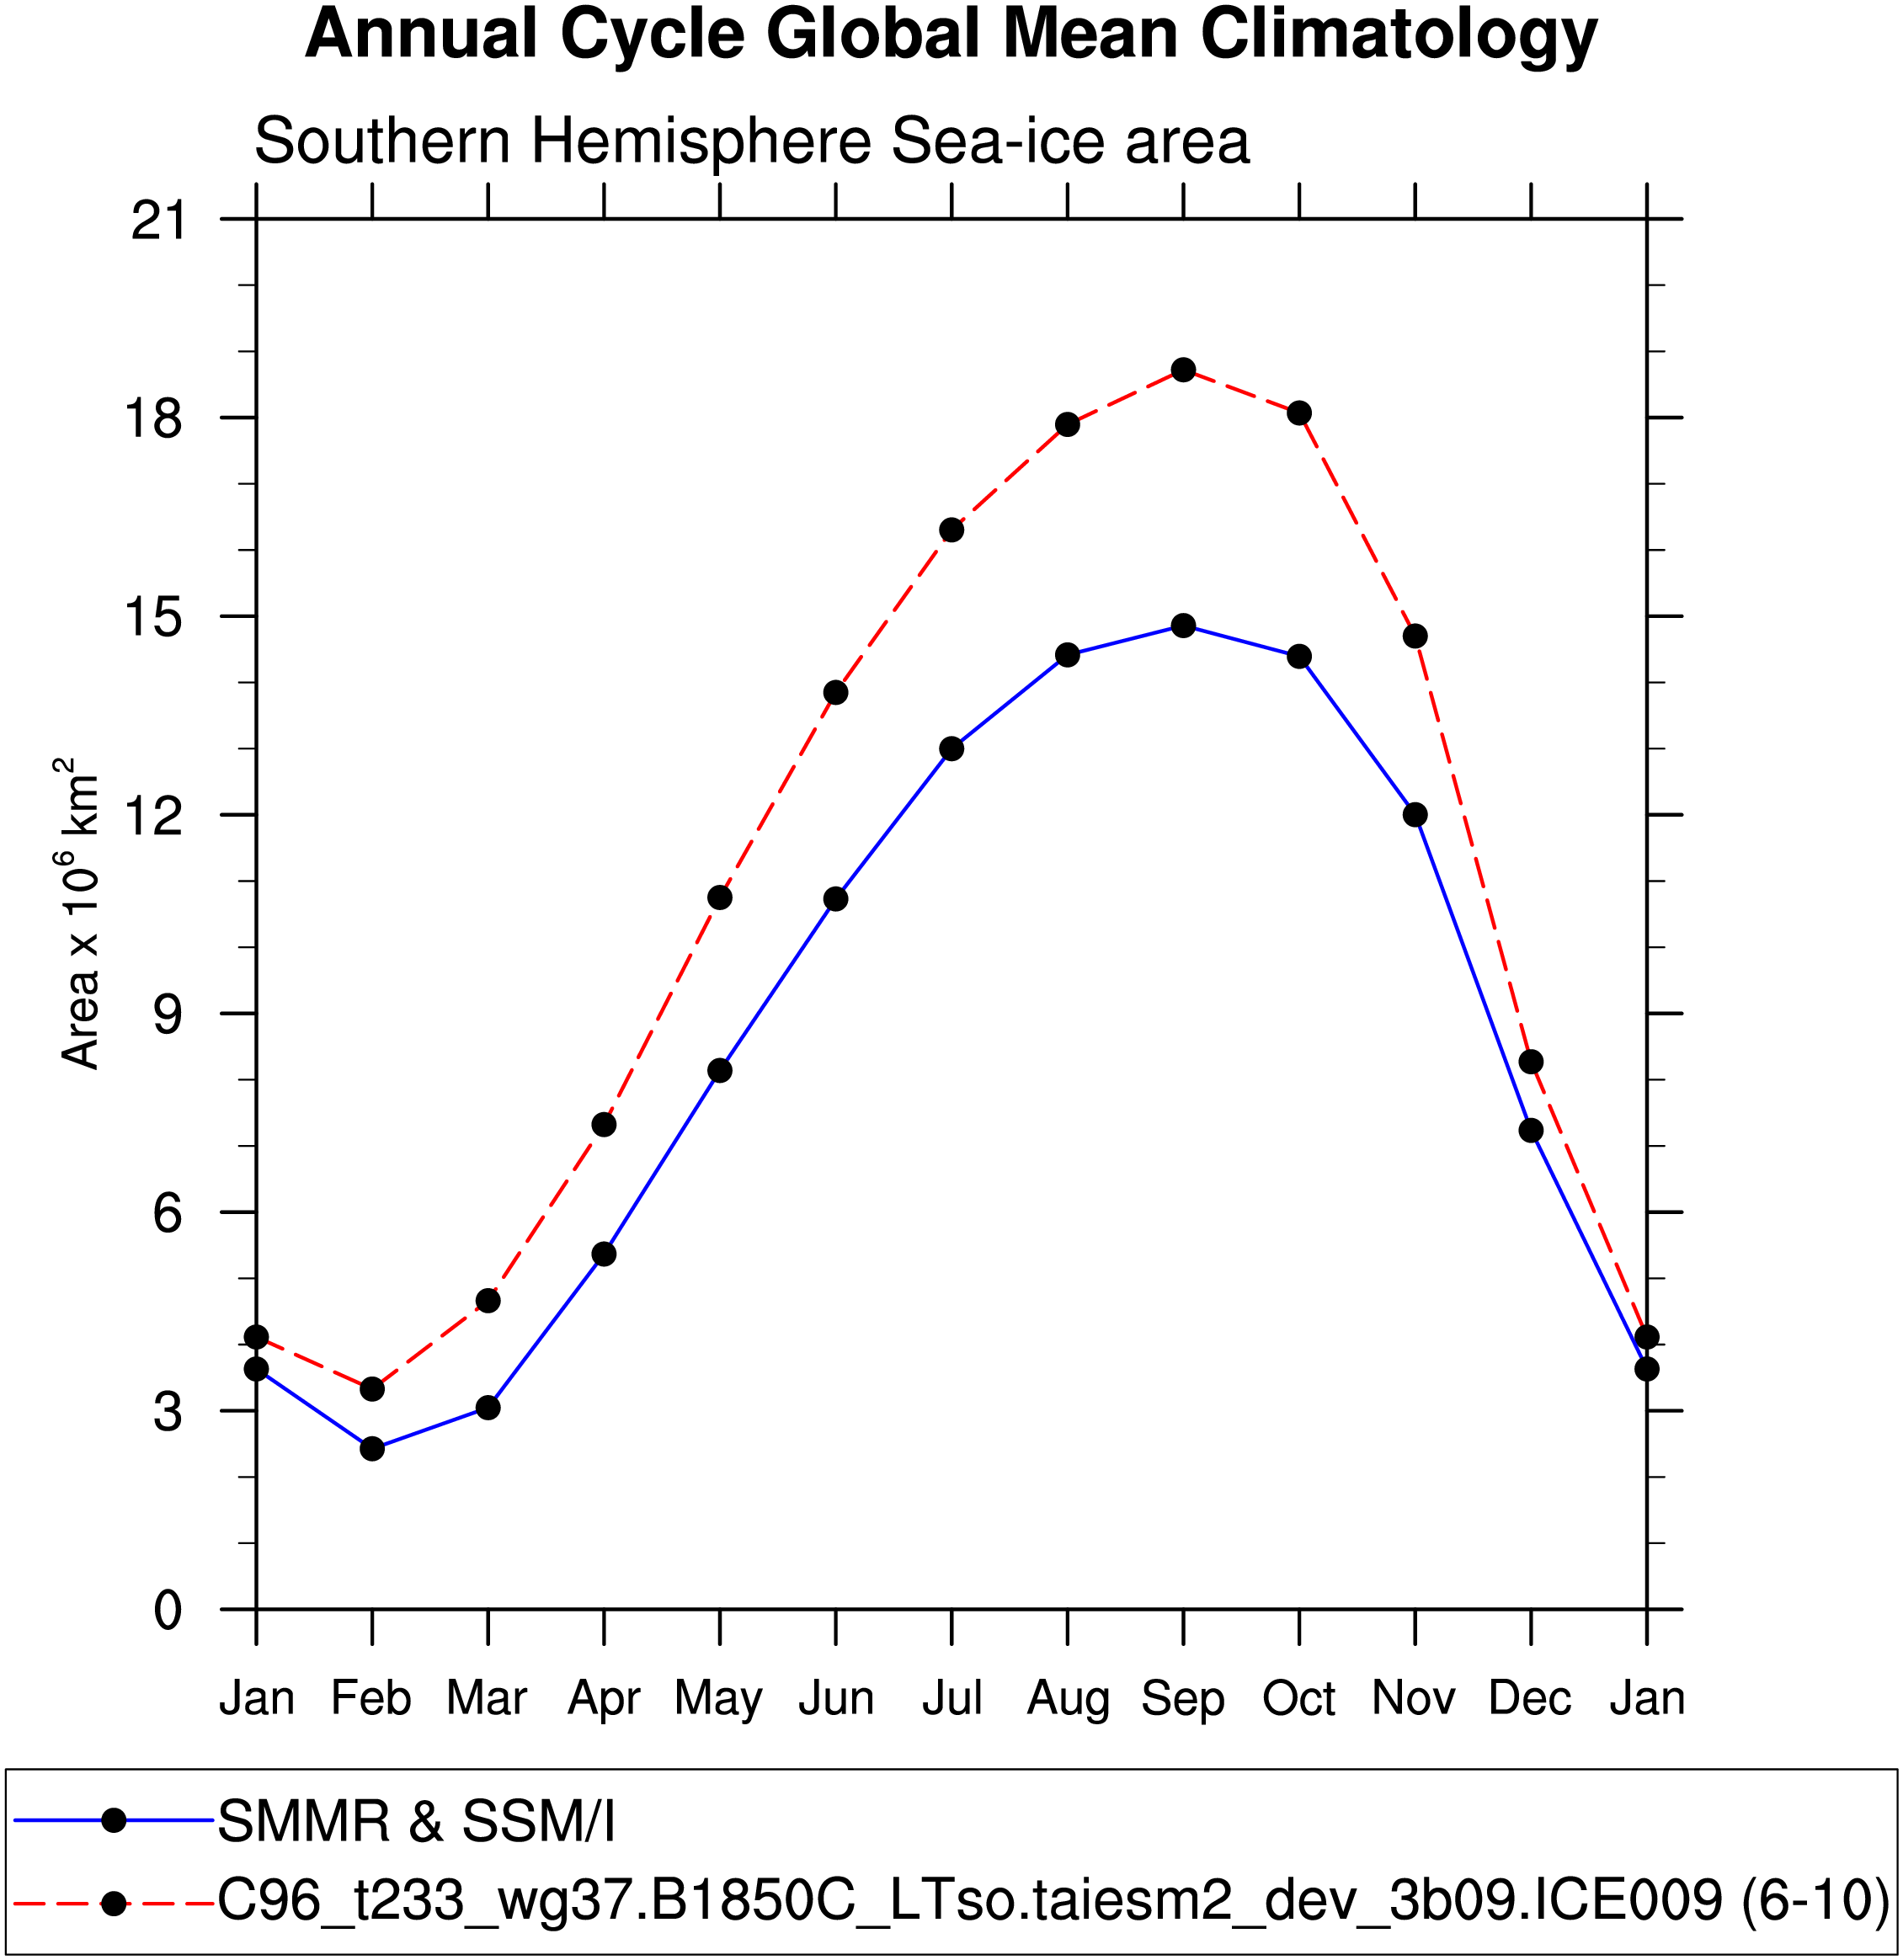 Annual Cycle Global Mean Climatology
Southern Hemisphere Sea-ice area
21
18
15
12
9
6
3
0
Area x 10⁶ km²
Jan Feb Mar Apr May Jun Jul Aug Sep Oct Nov Dec Jan
SMMR & SSM/I
C96_t233_wg37.B1850C_LTso.taiesm2_dev_3b09.ICE009 (6-10)